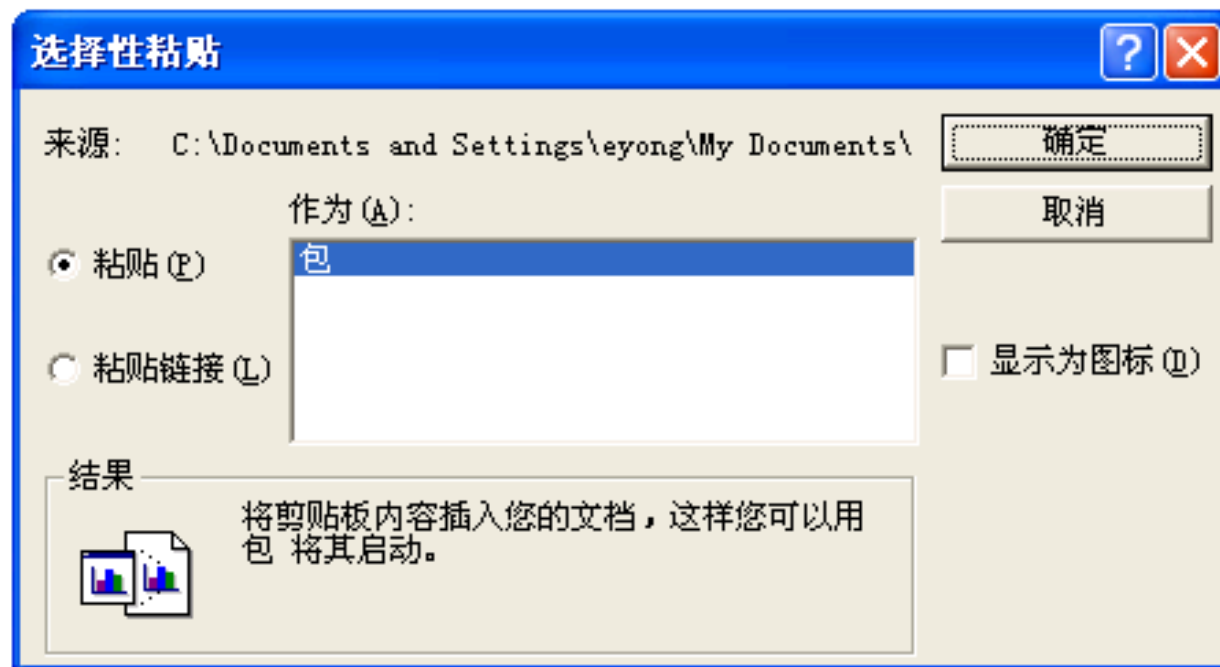 选择性粘贴
来源: C:\Documents and Settings\eyong\My Documents\
确定
取消
作为(A):
包
粘贴(P)
粘贴链接(L)
显示为图标(D)
结果
将剪贴板内容插入您的文档，这样您可以用
包 将其启动。